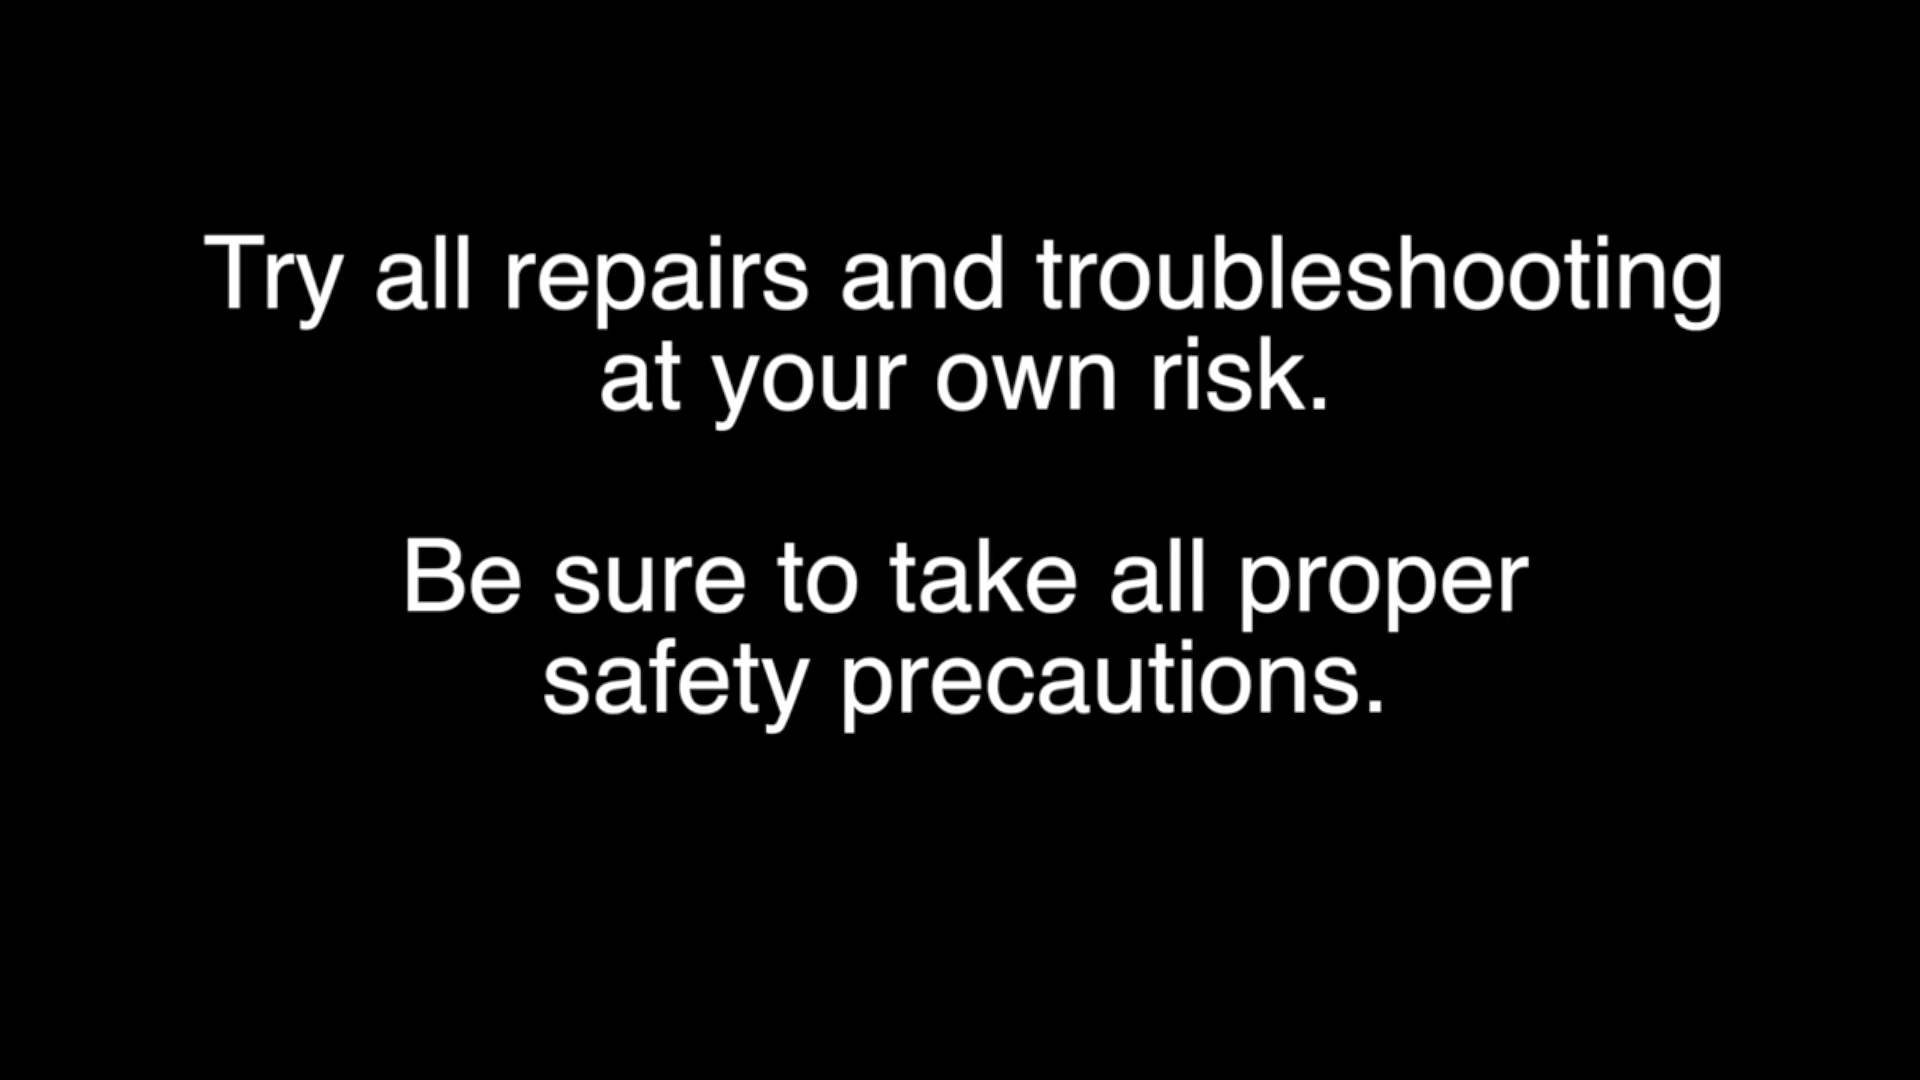 Try all repairs and troubleshooting
at your own risk.
Be sure to take all proper
safety precautions.